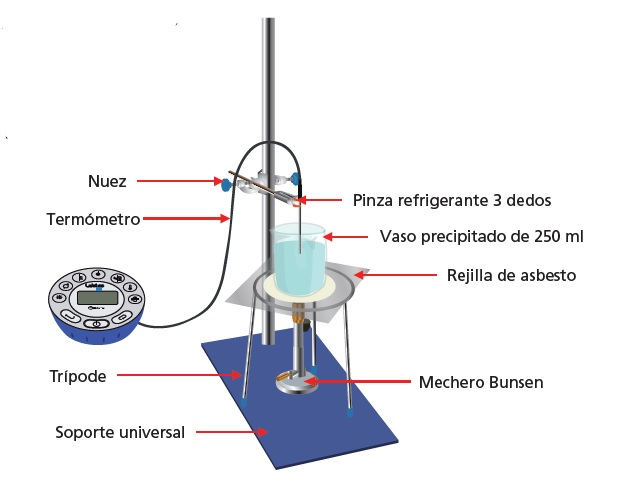 Nuez
Pinza refrigerante 3 dedos
Termómetro
Vaso precipitado de 250 ml
Rejilla de asbesto
Trípode
Mechero Bunsen
Soporte universal